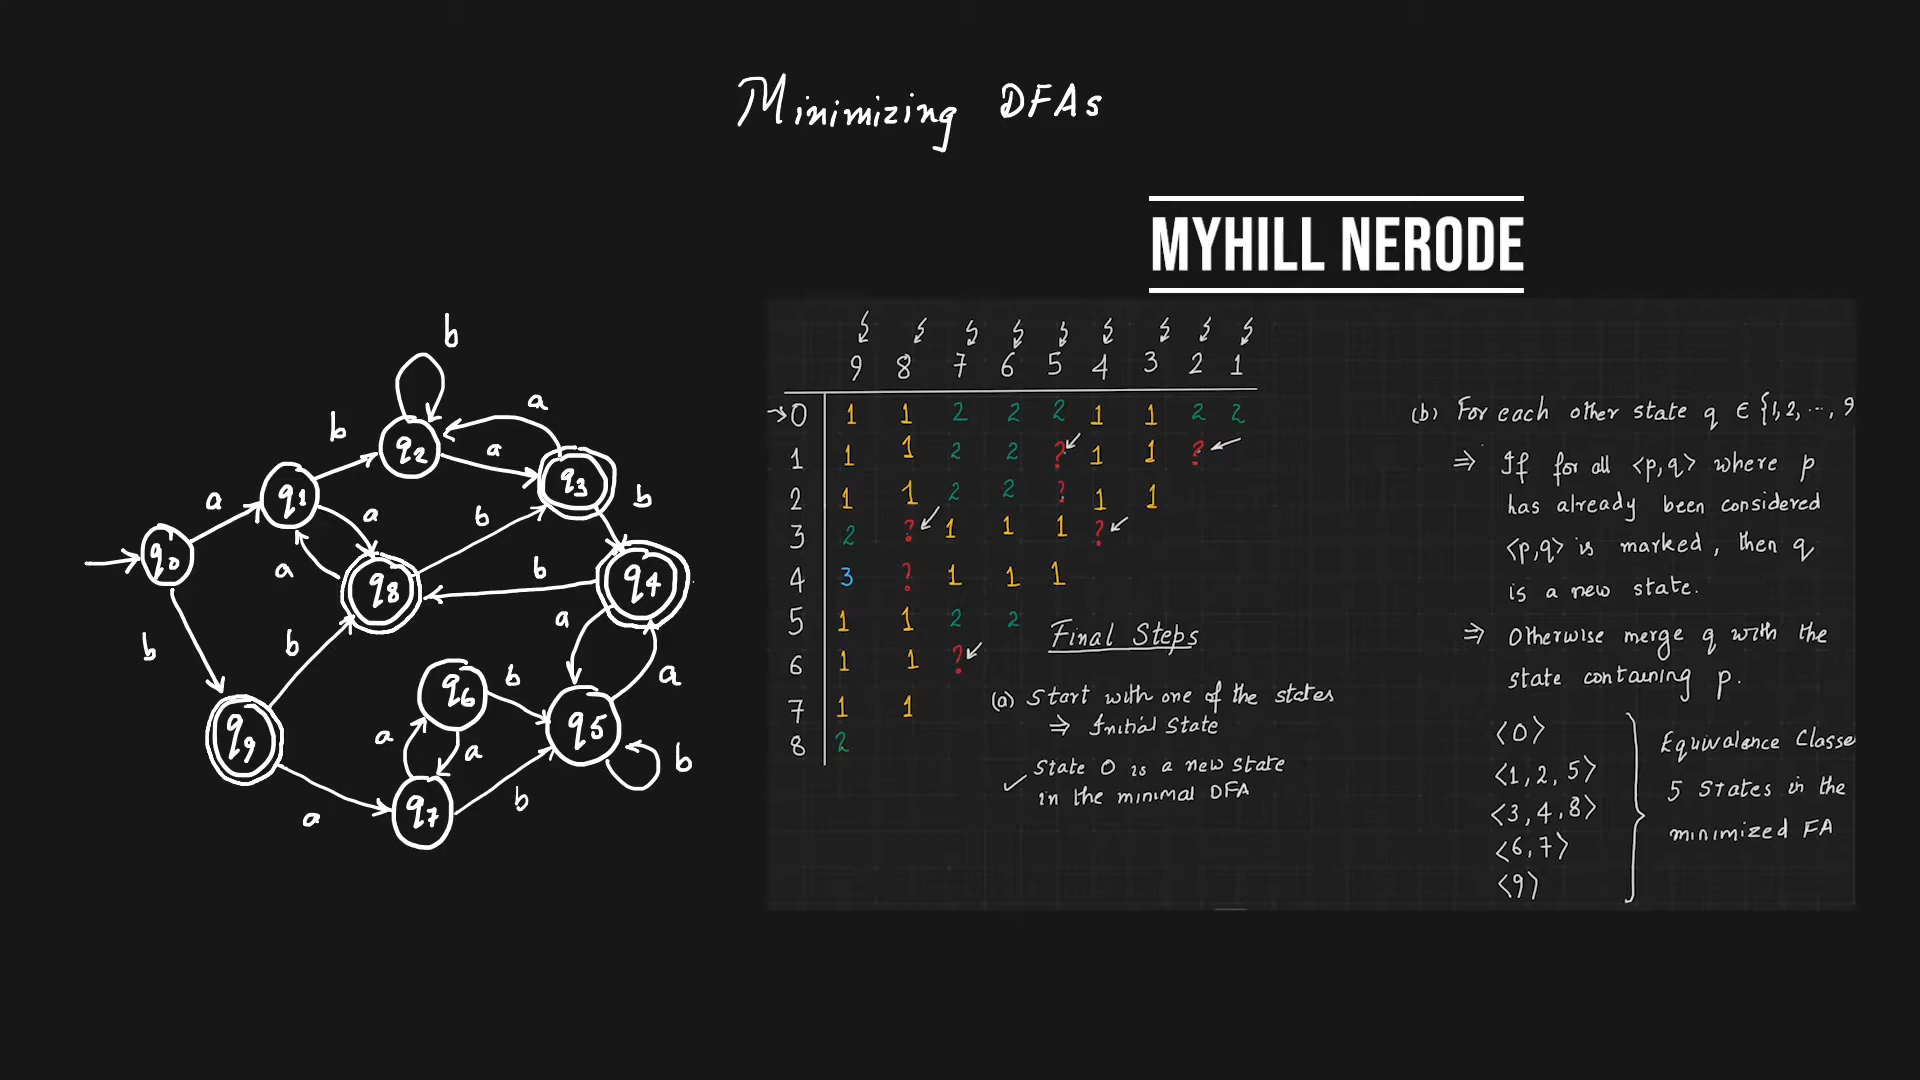 Minimizing DFAs
MYHILL NERODE
b
b
a
q2
a
q3
b
q1
a
a
b
q0
a
q8
b
q4
b
b
a
a
q6
b
q9
a
a
q5
b
q7
b
a
9 8 7 6 5 4 3 2 1
0 1 1 2 2 2 1 1 2 2
1 1 1 2 2 ? 1 1 ?
2 1 1 2 2 ? 1 1
3 2 ? 1 1 1 ?
4 3 ? 1 1 1
5 1 1 2 2
6 1 1 ?
7 1 1
8 2
Final Steps
(a) Start with one of the states
⇒ Initial State
✓ State 0 is a new state
in the minimal DFA
(b) For each other state q ∈ {1, 2, ..., 9
⇒ If for all <p,q> where p
has already been considered
<p,q> is marked, then q
is a new state.
⇒ Otherwise merge q with the
state containing p.
<0>
<1, 2, 5>
<3, 4, 8>
<6, 7>
<9>
Equivalence Classe
5 States in the
minimized FA